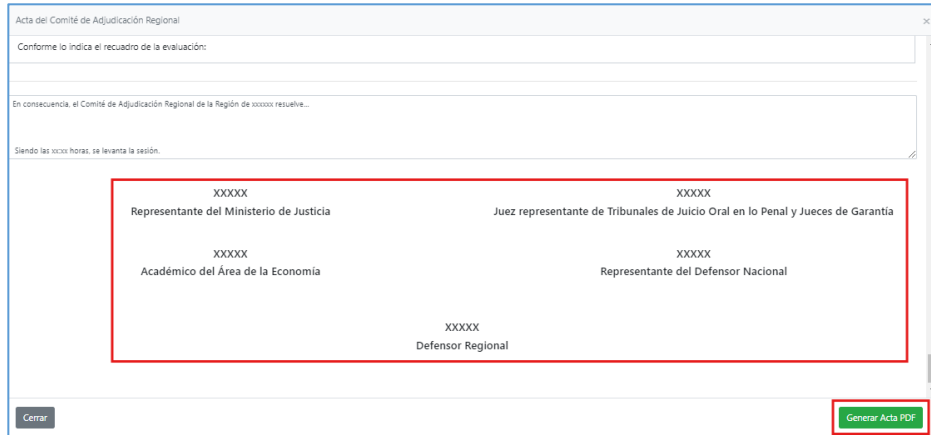 Acta del Comité de Adjudicación Regional
×
Conforme lo indica el recuadro de la evaluación:
En consecuencia, el Comité de Adjudicación Regional de la Región de xxxxxx resuelve...
Siendo las xx:xx horas, se levanta la sesión.
XXXXX XXXXX
Representante del Ministerio de Justicia Juez representante de Tribunales de Juicio Oral en lo Penal y Jueces de Garantía
XXXXX XXXXX
Académico del Área de la Economía Representante del Defensor Nacional
XXXXX
Defensor Regional
Cerrar Generar Acta PDF